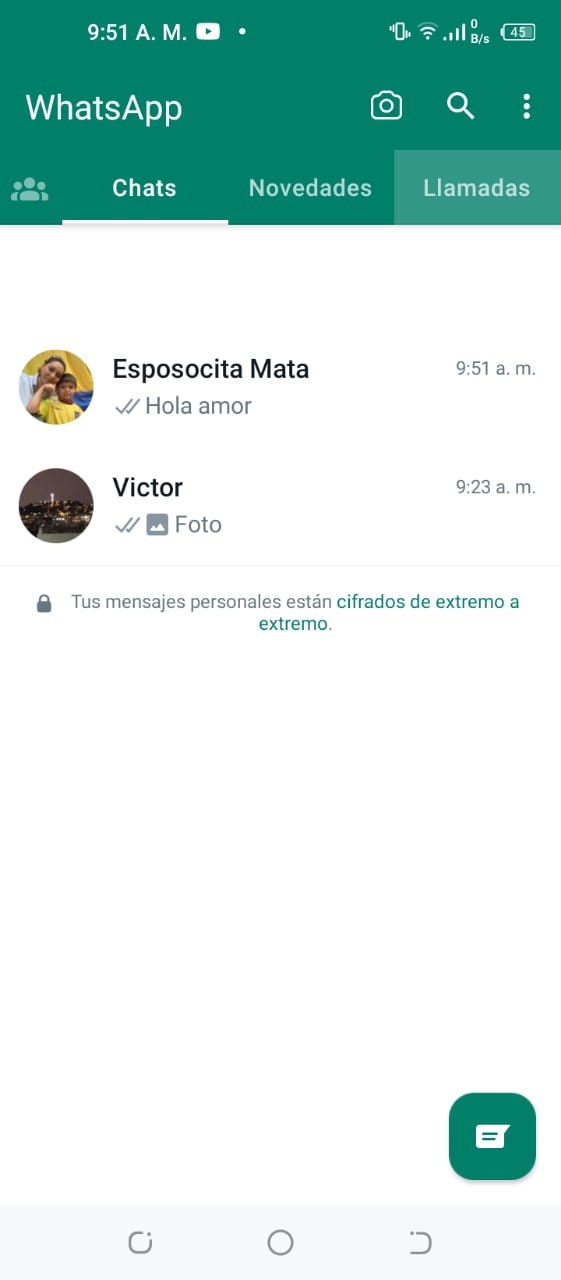 9:51 A. M.
0
B/s
45
WhatsApp
Chats
Novedades
Llamadas
Esposocita Mata
9:51 a. m.
Hola amor
Victor
9:23 a. m.
Foto
Tus mensajes personales están cifrados de extremo a
extremo.